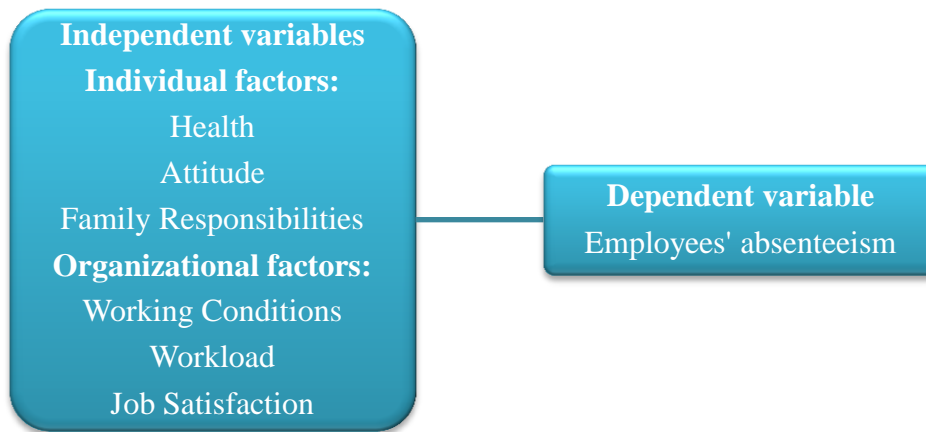 Independent variables
Individual factors:
Health
Attitude
Family Responsibilities
Organizational factors:
Working Conditions
Workload
Job Satisfaction
Dependent variable
Employees' absenteeism